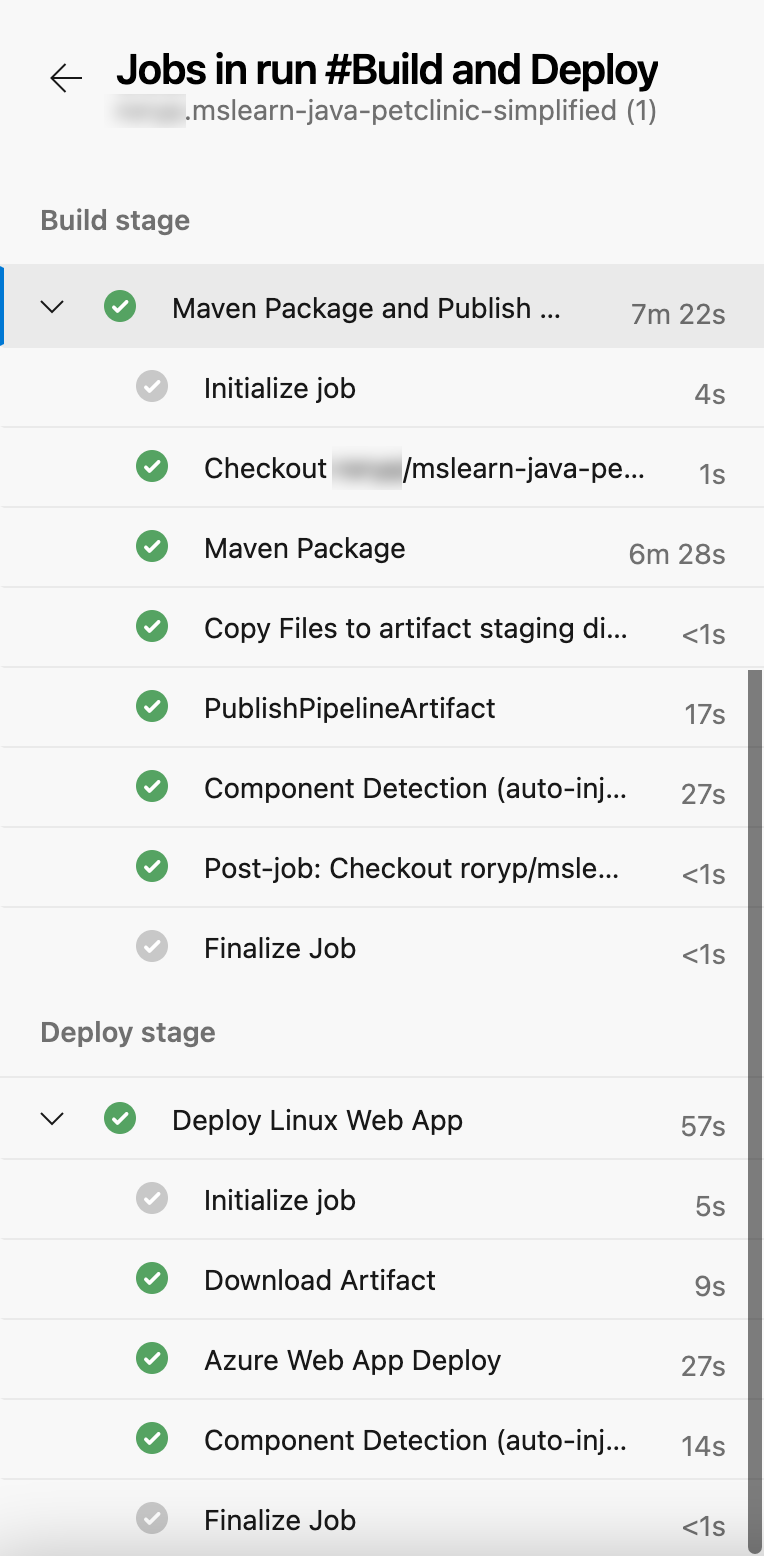 Jobs in run #Build and Deploy
.mslearn-java-petclinic-simplified (1)
Build stage
Maven Package and Publish ... 7m 22s
Initialize job 4s
Checkout /mslearn-java-pe... 1s
Maven Package 6m 28s
Copy Files to artifact staging di... <1s
PublishPipelineArtifact 17s
Component Detection (auto-inj... 27s
Post-job: Checkout roryp/msle... <1s
Finalize Job <1s
Deploy stage
Deploy Linux Web App 57s
Initialize job 5s
Download Artifact 9s
Azure Web App Deploy 27s
Component Detection (auto-inj... 14s
Finalize Job <1s